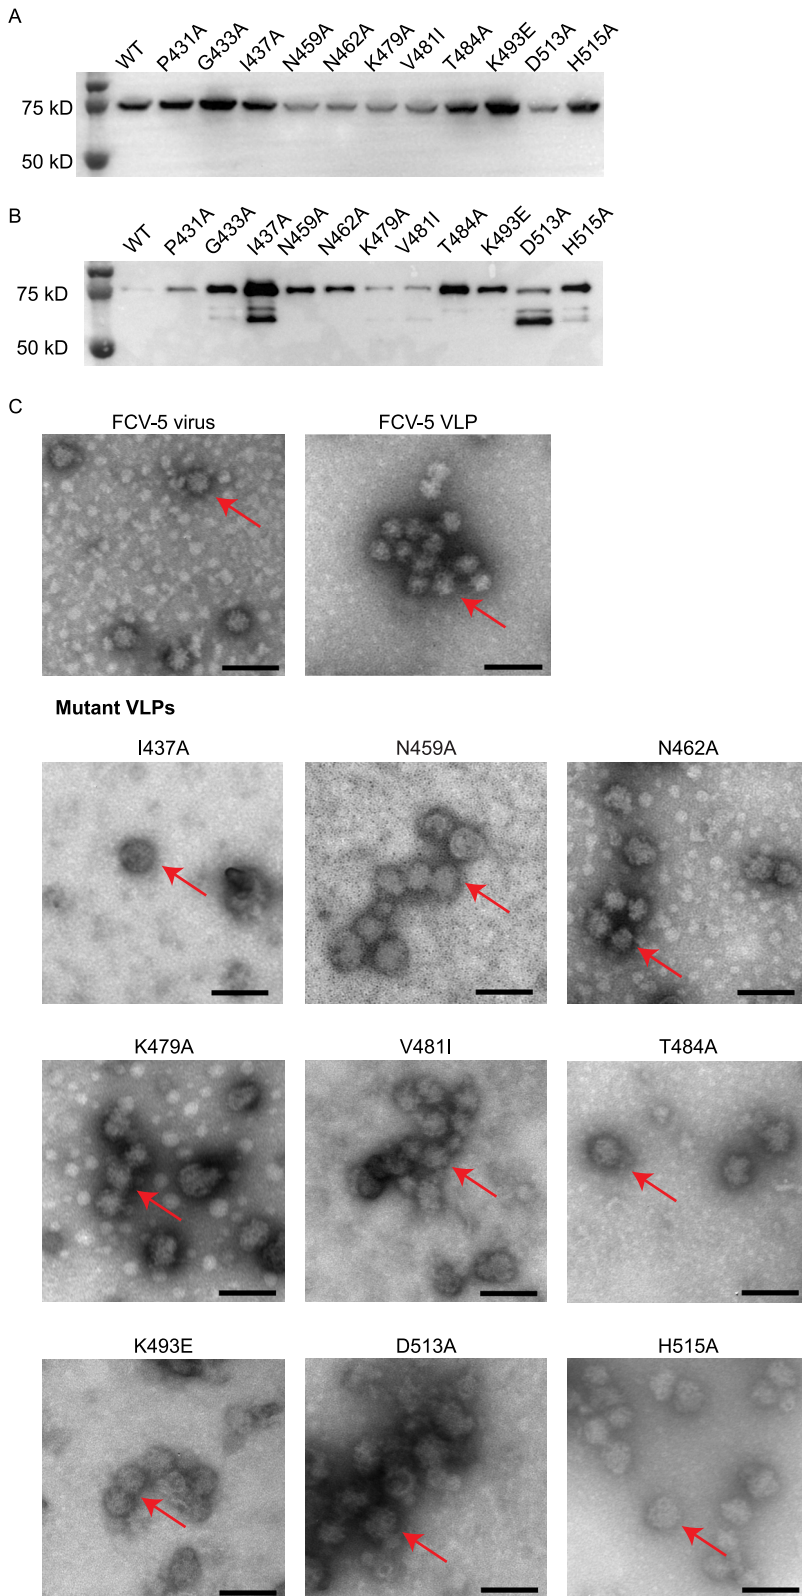 A
WT P431A G433A I437A N459A N462A K479A V481I T484A K493E D513A H515A
75 kD
50 kD
B
WT P431A G433A I437A N459A N462A K479A V481I T484A K493E D513A H515A
75 kD
50 kD
C
FCV-5 virus FCV-5 VLP
Mutant VLPs
I437A N459A N462A
K479A V481I T484A
K493E D513A H515A